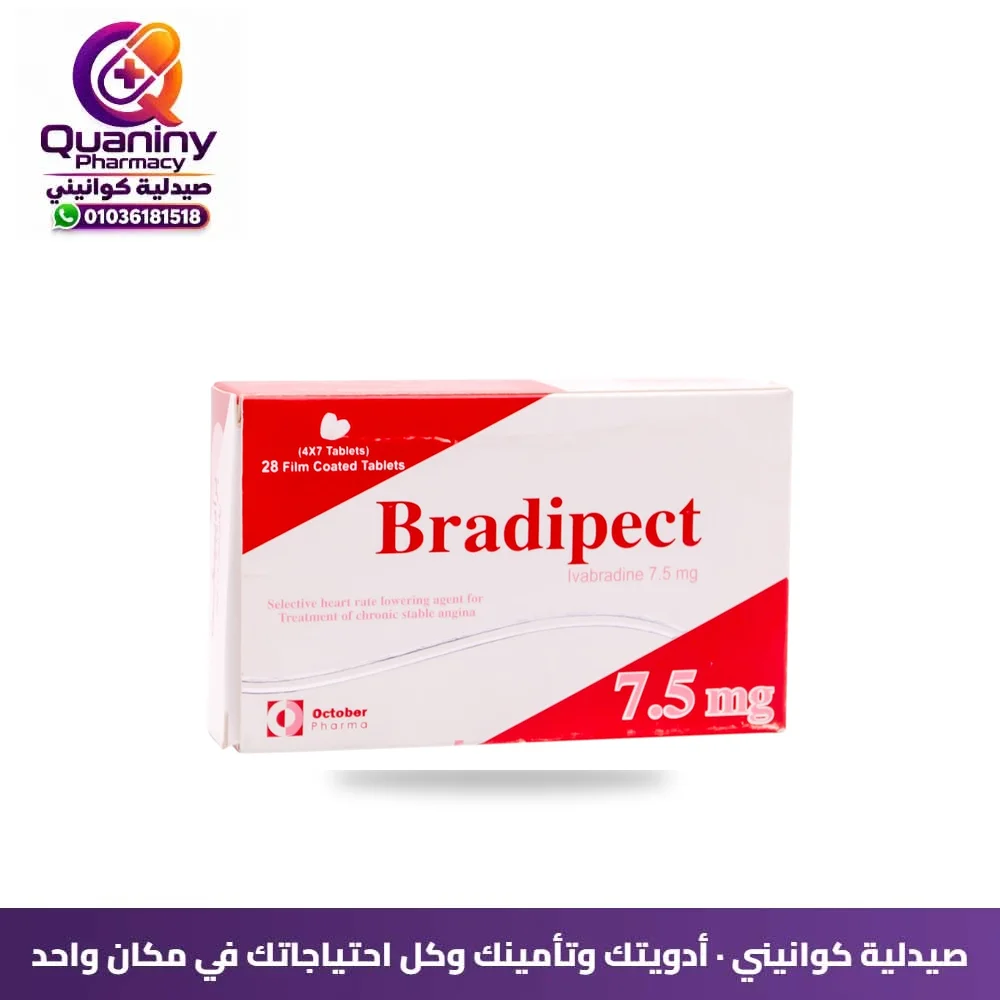 Quaniny
Pharmacy
صيدلية كوانيني
01036181518
(4X7 Tablets)
28 Film Coated Tablets
Bradipect
Ivabradine 7.5 mg
Selective heart rate lowering agent for
Treatment of chronic stable angina
October
Pharma
7.5 mg
صيدلية كوانيني · أدويتك وتأمينك وكل احتياجاتك في مكان واحد